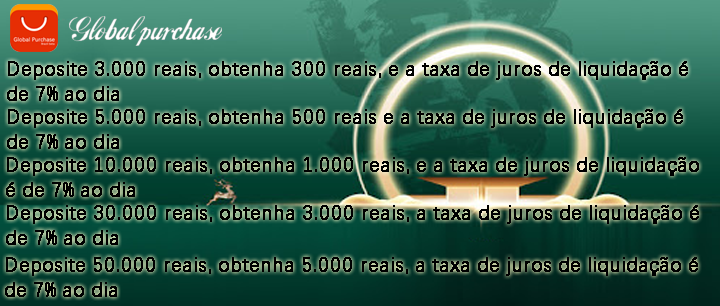 Global Purchase
Global purchase
Deposite 3.000 reais, obtenha 300 reais, e a taxa de juros de liquidação é
de 7% ao dia
Deposite 5.000 reais, obtenha 500 reais e a taxa de juros de liquidação é
de 7% ao dia
Deposite 10.000 reais, obtenha 1.000 reais, e a taxa de juros de liquidação
é de 7% ao dia
Deposite 30.000 reais, obtenha 3.000 reais, a taxa de juros de liquidação é
de 7% ao dia
Deposite 50.000 reais, obtenha 5.000 reais, a taxa de juros de liquidação é
de 7% ao dia